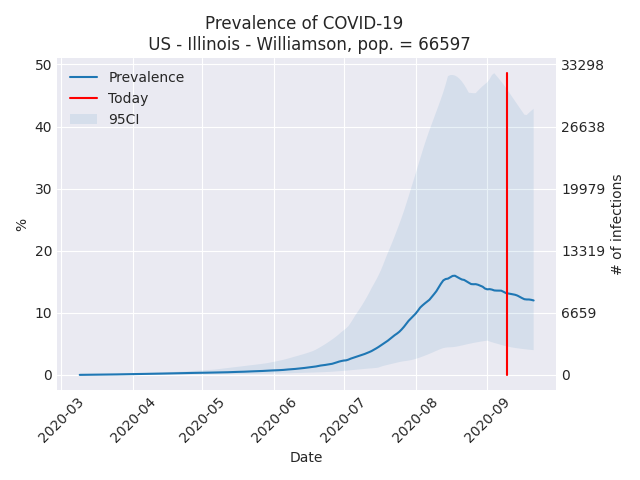 Prevalence of COVID-19
US - Illinois - Williamson, pop. = 66597
Prevalence
Today
95CI
50
40
30
20
10
0
%
33298
26638
19979
13319
6659
0
# of infections
2020-03
2020-04
2020-05
2020-06
2020-07
2020-08
2020-09
Date